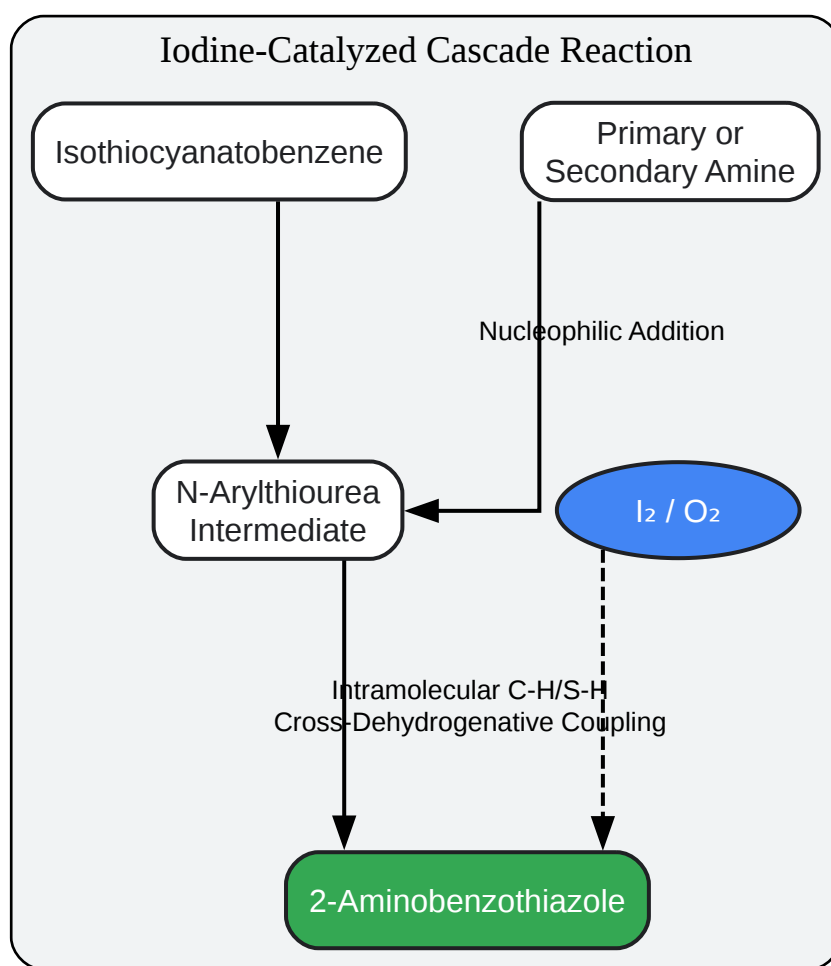 Iodine-Catalyzed Cascade Reaction
Isothiocyanatobenzene
Primary or
Secondary Amine
Nucleophilic Addition
N-Arylthiourea
Intermediate
I₂ / O₂
Intramolecular C-H/S-H
Cross-Dehydrogenative Coupling
2-Aminobenzothiazole